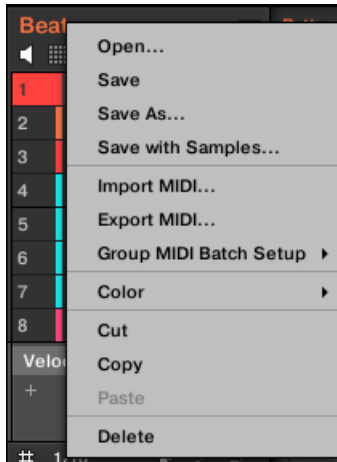 Beat
Open...
Save
1
Save As...
2
Save with Samples...
3
Import MIDI...
4
Export MIDI...
5
Group MIDI Batch Setup
6
Color
7
Cut
8
Copy
Velo
Paste
+
Delete
#